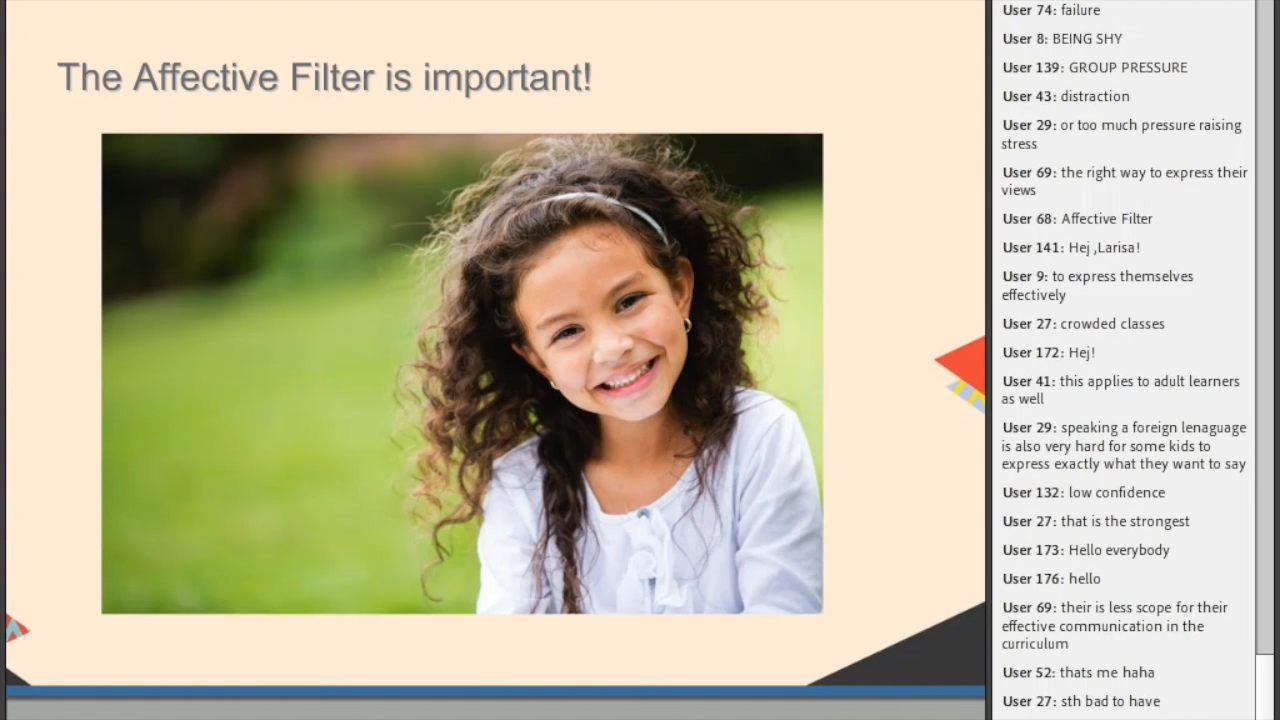 The Affective Filter is important!
User 74: failure
User 8: BEING SHY
User 139: GROUP PRESSURE
User 43: distraction
User 29: or too much pressure raising
stress
User 69: the right way to express their
views
User 68: Affective Filter
User 141: Hej ,Larisa!
User 9: to express themselves
effectively
User 27: crowded classes
User 172: Hej!
User 41: this applies to adult learners
as well
User 29: speaking a foreign lenaguage
is also very hard for some kids to
express exactly what they want to say
User 132: low confidence
User 27: that is the strongest
User 173: Hello everybody
User 176: hello
User 69: their is less scope for their
effective communication in the
curriculum
User 52: thats me haha
User 27: sth bad to have